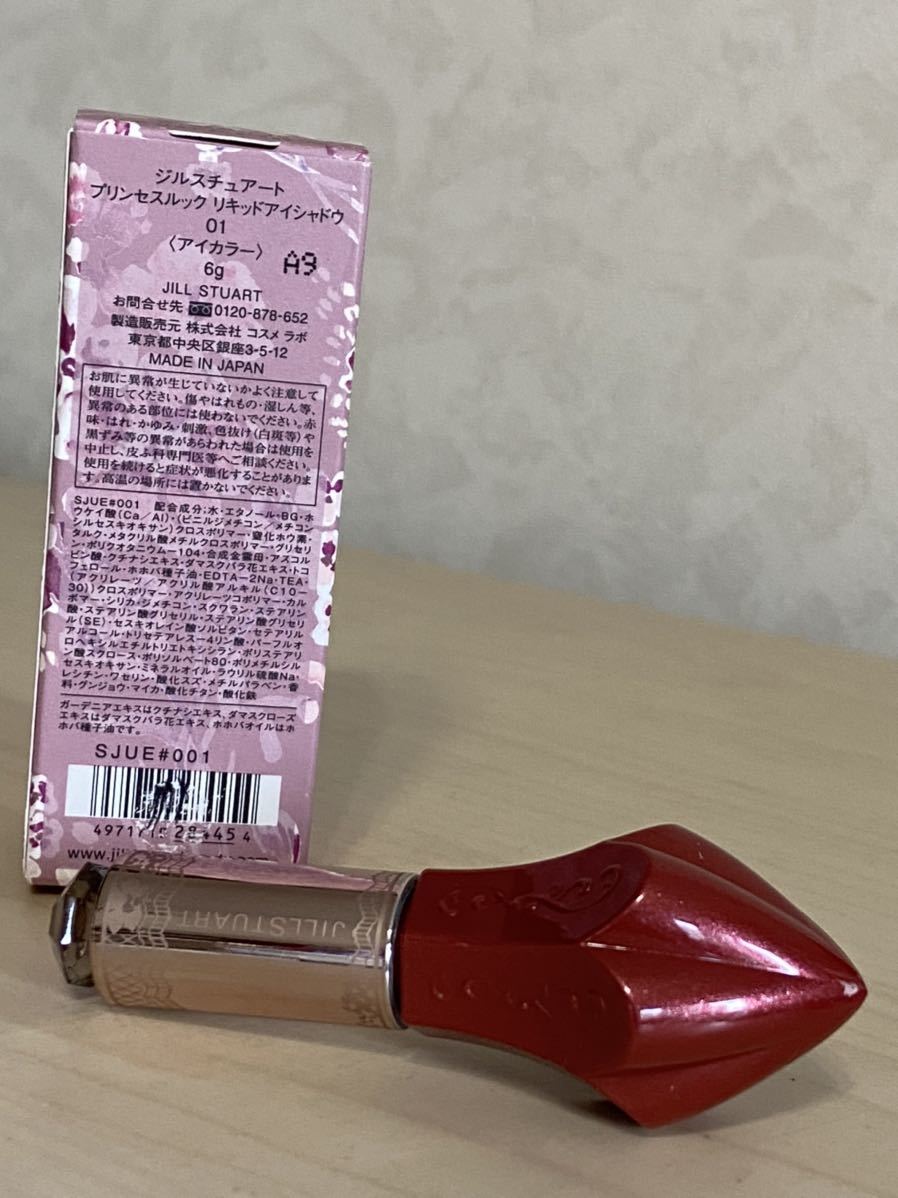 ジルスチュアート
プリンセスルック リキッドアイシャドウ
01
〈アイカラー〉
6g
A9
JILL STUART
お問合せ先 0120-878-652
製造販売元 株式会社 コスメ ラボ
東京都中央区銀座3-5-12
MADE IN JAPAN
お肌に異常が生じていないかよく注意して
使用してください。傷やはれもの・湿しん等、
異常のある部位には使わないでください。赤
味・はれ・かゆみ・刺激、色抜け(白斑等)や
黒ずみ等の異常があらわれた場合は使用を
中止し、皮ふ科専門医等へご相談ください。
使用を続けると症状が悪化することがありま
す。高温の場所には置かないでください。
SJUE#001 配合成分;水・エタノール・BG・ホ
ウケイ酸(Ca/Al)・(ビニルジメチコン/メチコン
シルセスキオキサン)クロスポリマー・窒化ホウ素・
タルク・メタクリル酸メチルクロスポリマー・グリセリ
ン・ポリクオタニウム-104・合成金雲母・アスコル
ビン酸・クチナシエキス・ダマスクバラ花エキス・トコ
フェロール・ホホバ種子油・EDTA-2Na・TEA・
(アクリレーツ/アクリル酸アルキル(C10-
30))クロスポリマー・アクリレーツコポリマー・カル
ボマー・シリカ・ジメチコン・スクワラン・ステアリン
酸・ステアリン酸グリセリル・ステアリン酸グリセリ
ル(SE)・セスキオレイン酸ソルビタン・セテアリル
アルコール・トリセテアレス-4リン酸・パーフルオ
ロヘキシルエチルトリエトキシシラン・ポリステアリ
ン酸スクロース・ポリソルベート80・ポリメチルシル
セスキオキサン・ミネラルオイル・ラウリル硫酸Na・
レシチン・ワセリン・酸化スズ・メチルパラベン・香
料・グンジョウ・マイカ・酸化チタン・酸化鉄
ガーデニアエキスはクチナシエキス、ダマスクローズ
エキスはダマスクバラ花エキス、ホホバオイルはホ
ホバ種子油です。
SJUE#001
JILLSTUART